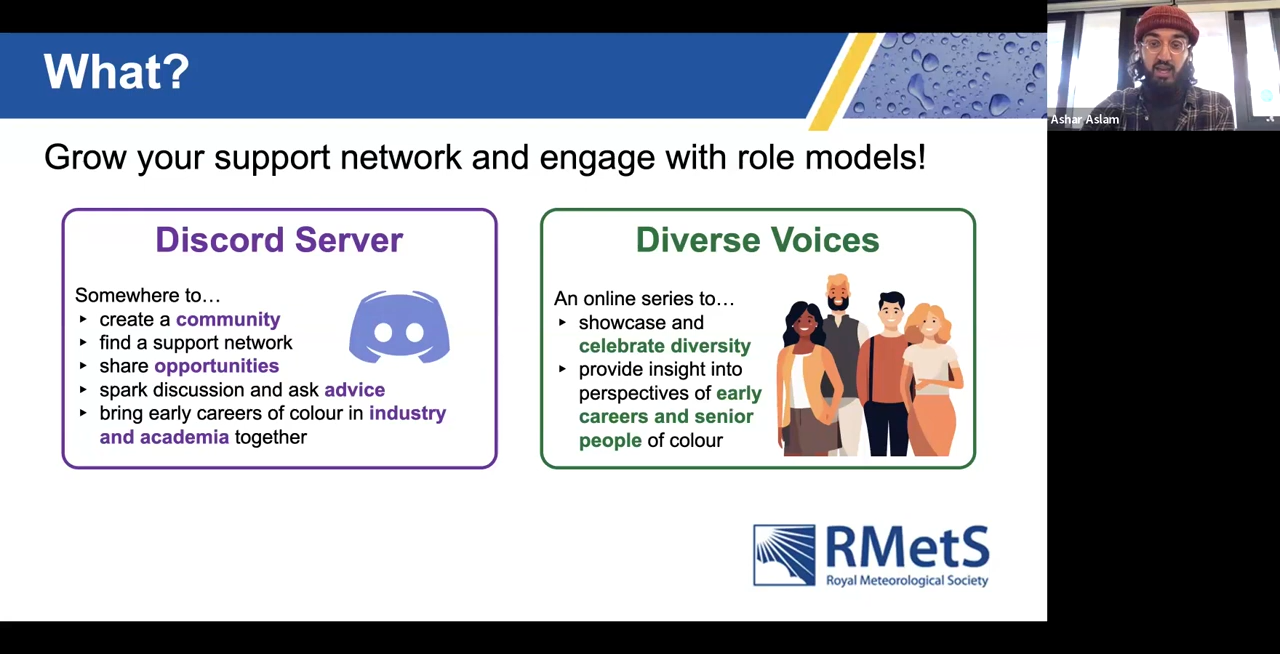 What?
Ashar Aslam
Grow your support network and engage with role models!
Discord Server
Somewhere to…
‣ create a community
‣ find a support network
‣ share opportunities
‣ spark discussion and ask advice
‣ bring early careers of colour in industry
and academia together
Diverse Voices
An online series to…
‣ showcase and
celebrate diversity
‣ provide insight into
perspectives of early
careers and senior
people of colour
RMetS
Royal Meteorological Society